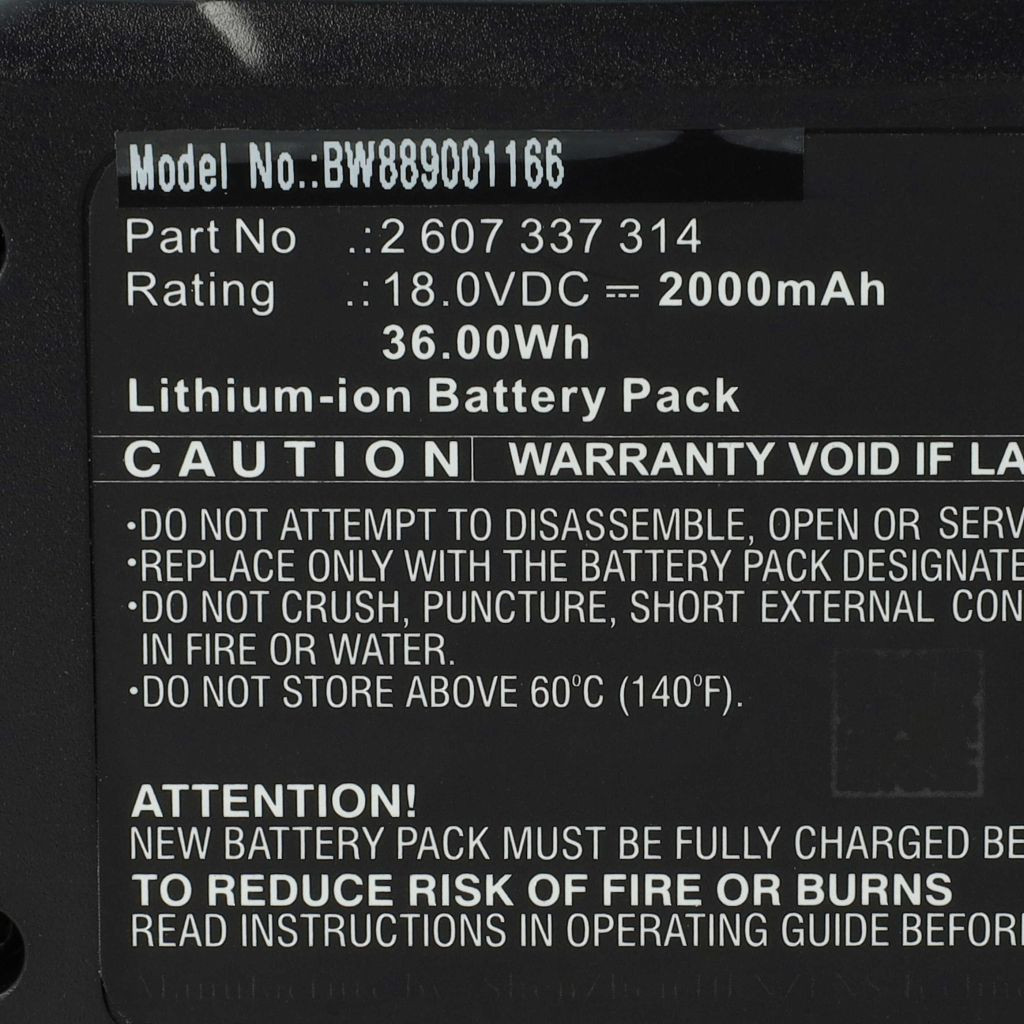 Model No.:BW889001166
Part No .:2 607 337 314
Rating .:18.0VDC ⎓ 2000mAh
36.00Wh
Lithium-ion Battery Pack
CAUTION WARRANTY VOID IF LA
•DO NOT ATTEMPT TO DISASSEMBLE, OPEN OR SERV
•REPLACE ONLY WITH THE BATTERY PACK DESIGNATE
•DO NOT CRUSH, PUNCTURE, SHORT EXTERNAL CON
IN FIRE OR WATER.
•DO NOT STORE ABOVE 60°C (140°F).
ATTENTION!
NEW BATTERY PACK MUST BE FULLY CHARGED BE
TO REDUCE RISK OF FIRE OR BURNS
READ INSTRUCTIONS IN OPERATING GUIDE BEFOR